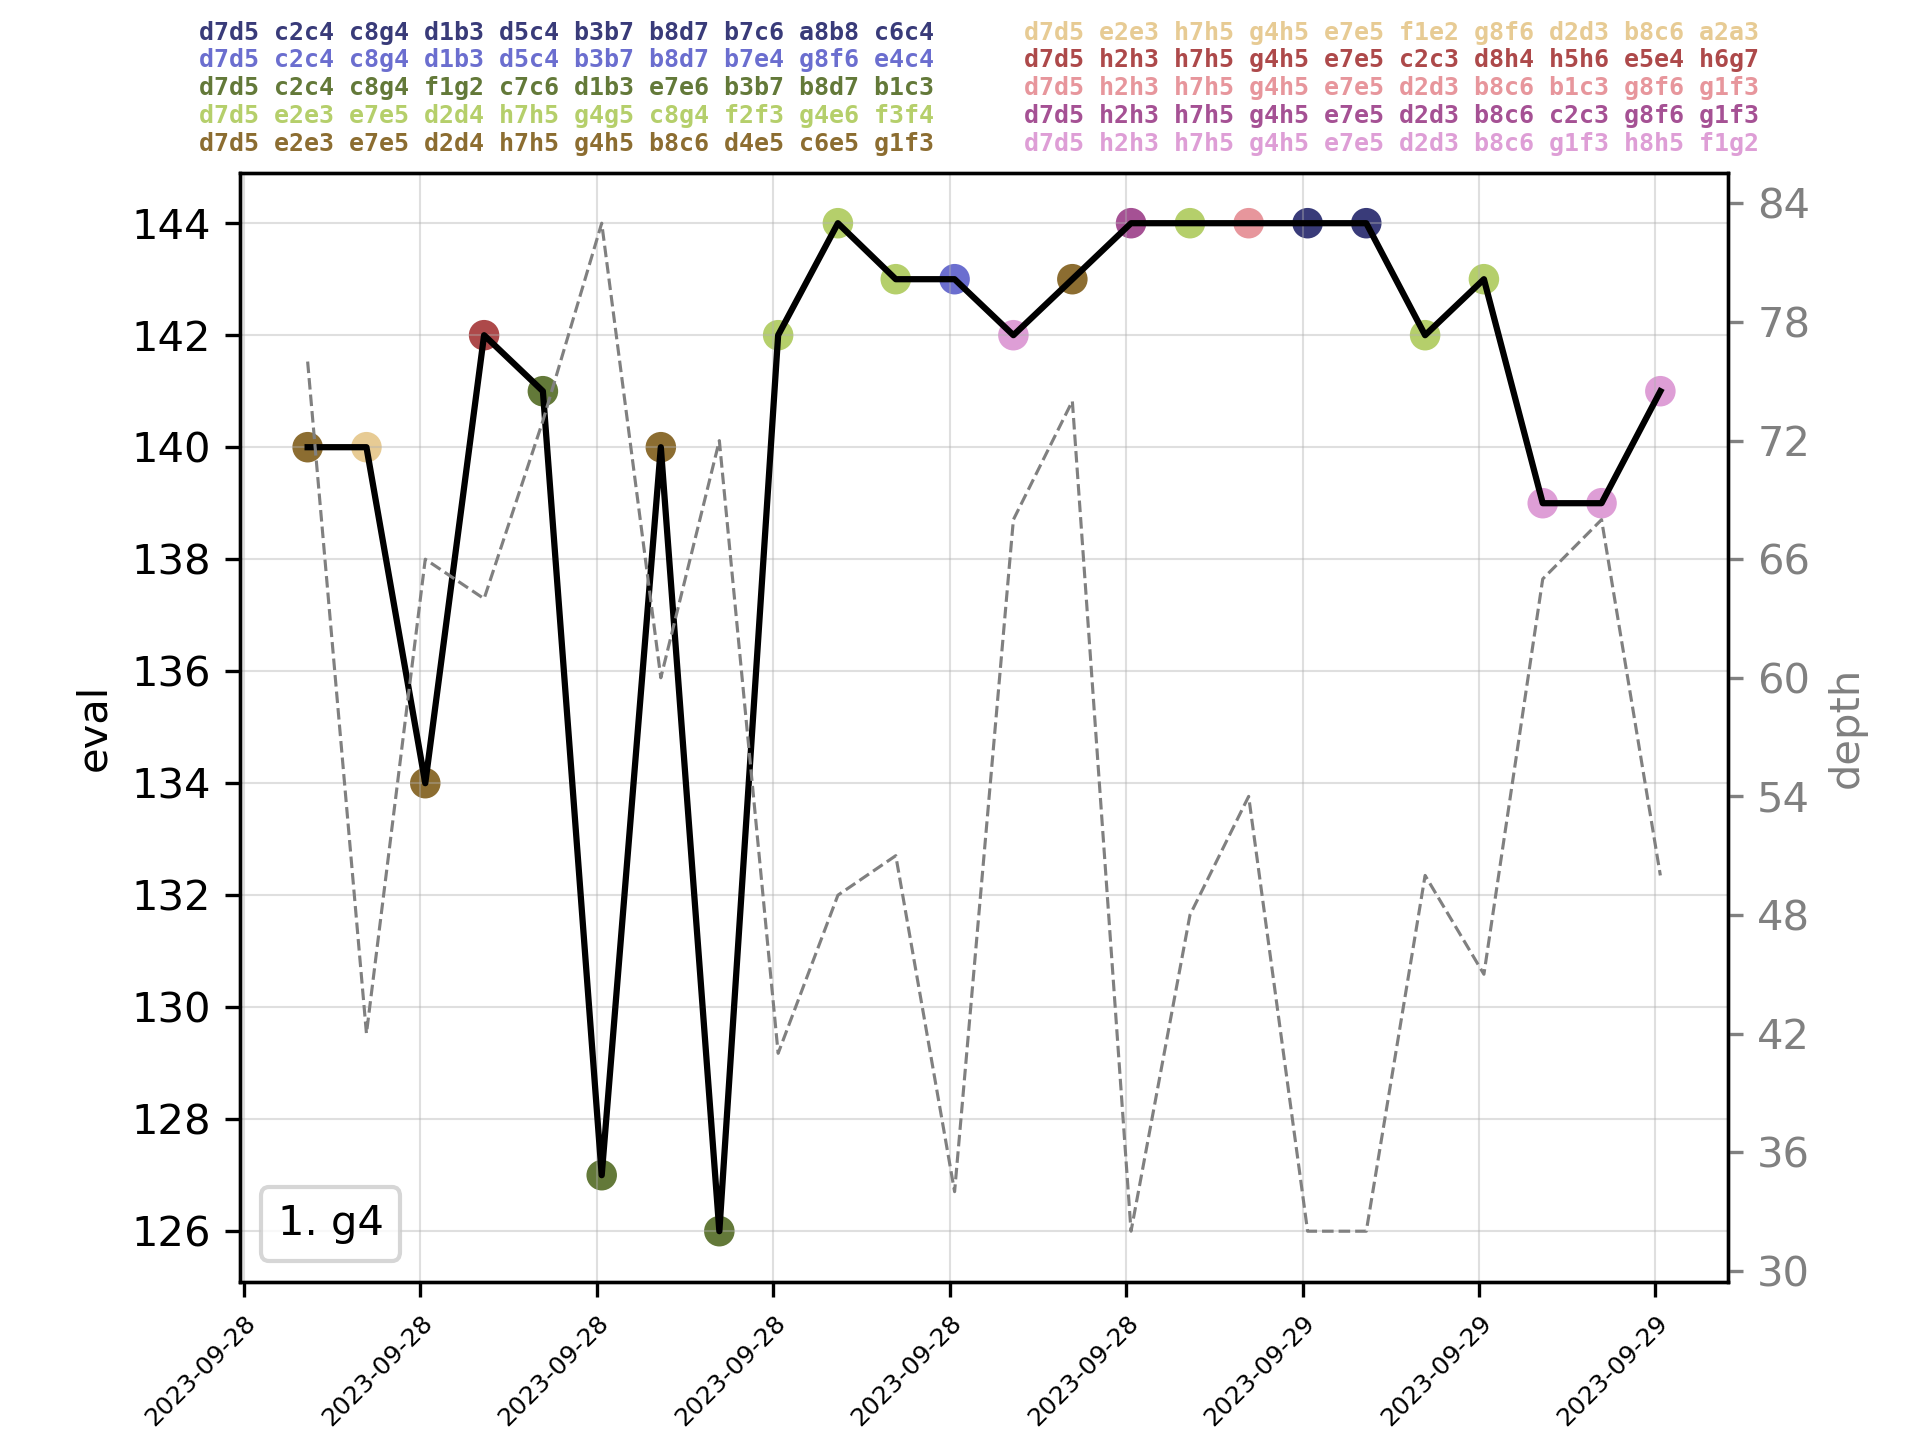 d7d5 c2c4 c8g4 d1b3 d5c4 b3b7 b8d7 b7c6 a8b8 c6c4
d7d5 c2c4 c8g4 d1b3 d5c4 b3b7 b8d7 b7e4 g8f6 e4c4
d7d5 c2c4 c8g4 f1g2 c7c6 d1b3 e7e6 b3b7 b8d7 b1c3
d7d5 e2e3 e7e5 d2d4 h7h5 g4g5 c8g4 f2f3 g4e6 f3f4
d7d5 e2e3 e7e5 d2d4 h7h5 g4h5 b8c6 d4e5 c6e5 g1f3
d7d5 e2e3 h7h5 g4h5 e7e5 f1e2 g8f6 d2d3 b8c6 a2a3
d7d5 h2h3 h7h5 g4h5 e7e5 c2c3 d8h4 h5h6 e5e4 h6g7
d7d5 h2h3 h7h5 g4h5 e7e5 d2d3 b8c6 b1c3 g8f6 g1f3
d7d5 h2h3 h7h5 g4h5 e7e5 d2d3 b8c6 c2c3 g8f6 g1f3
d7d5 h2h3 h7h5 g4h5 e7e5 d2d3 b8c6 g1f3 h8h5 f1g2
eval
144
142
140
138
136
134
132
130
128
126
1. g4
84
78
72
66
60
54
48
42
36
30
depth
2023-09-28
2023-09-28
2023-09-28
2023-09-28
2023-09-28
2023-09-28
2023-09-29
2023-09-29
2023-09-29